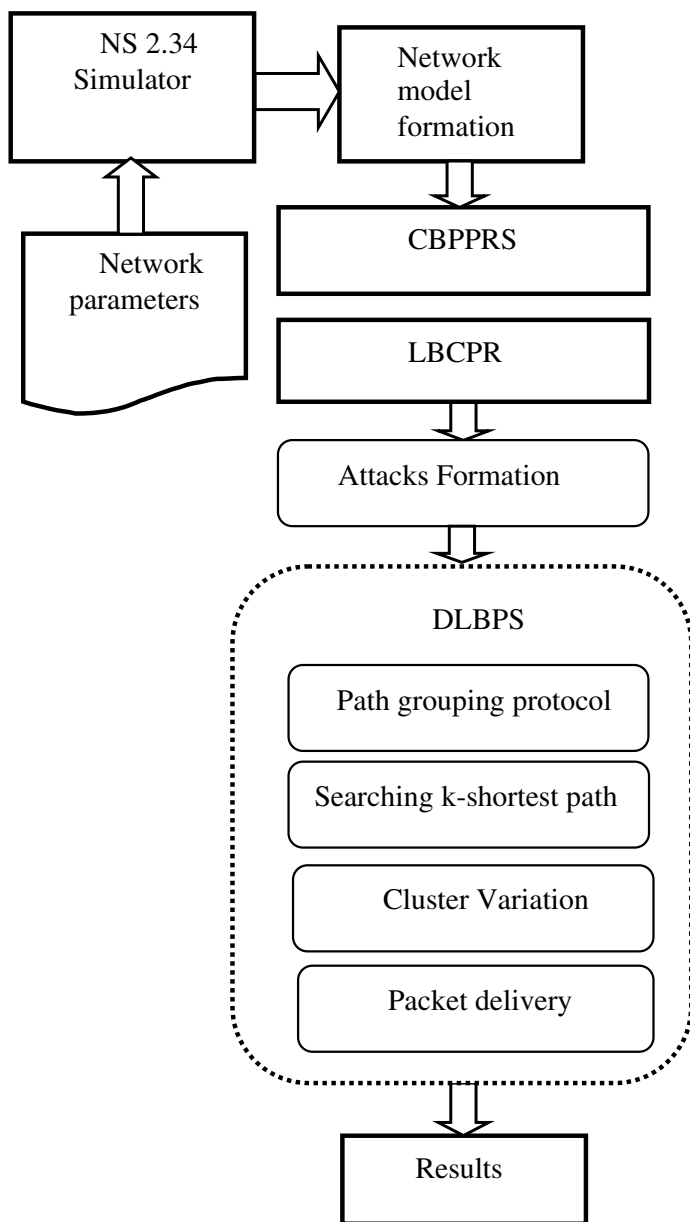 NS 2.34
Simulator
Network
model
formation
Network
parameters
CBPPRS
LBCPR
Attacks Formation
DLBPS
Path grouping protocol
Searching k-shortest path
Cluster Variation
Packet delivery
Results